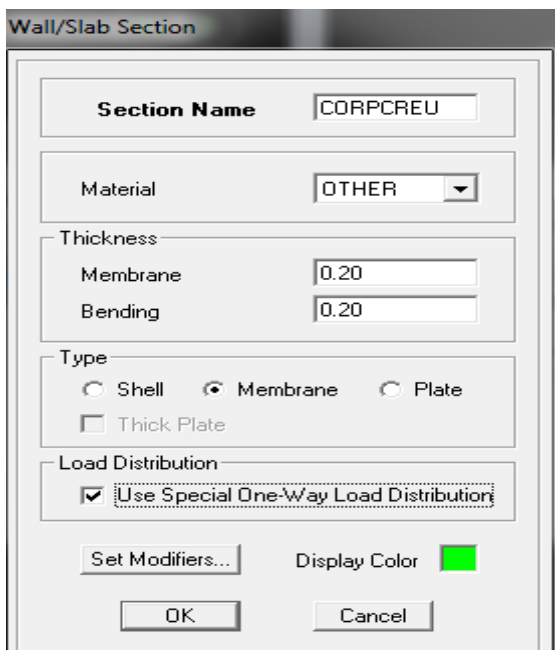 Wall/Slab Section
Section Name CORPCREU
Material OTHER
Thickness
Membrane 0.20
Bending 0.20
Type
Shell Membrane Plate
Thick Plate
Load Distribution
Use Special One-Way Load Distribution
Set Modifiers... Display Color
OK Cancel